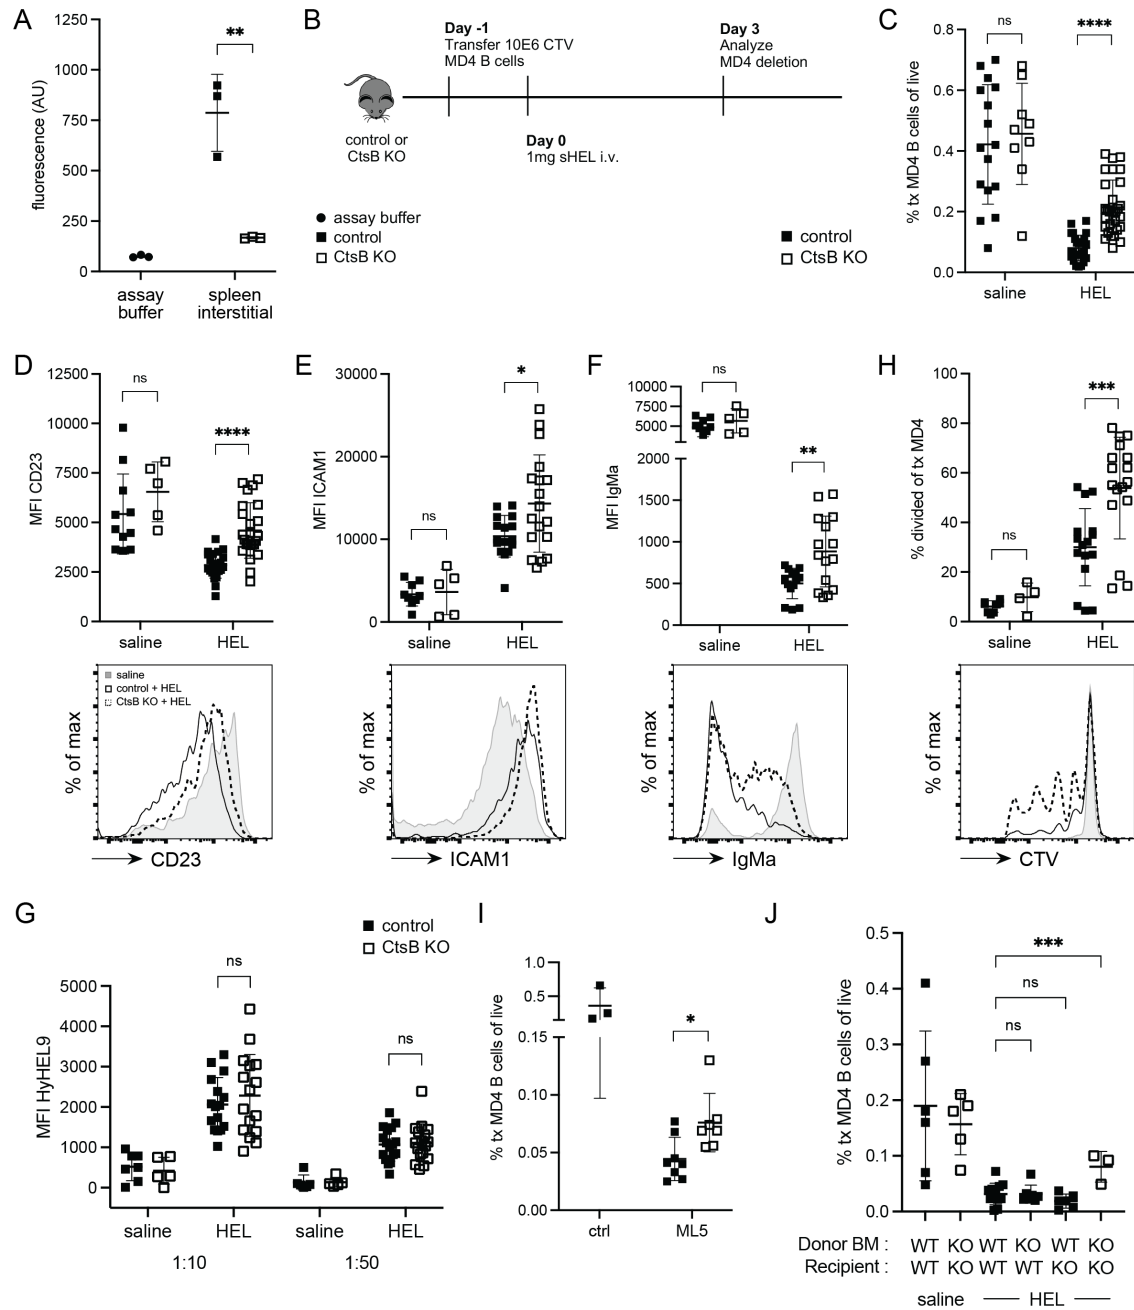 A
fluorescence (AU)
1250
1000
750
500
250
0
**
assay
buffer
spleen
interstitial
B
Day -1
Transfer 10E6 CTV
MD4 B cells
Day 3
Analyze
MD4 deletion
control or
CtsB KO
Day 0
1mg sHEL i.v.
assay buffer
control
CtsB KO
control
CtsB KO
C
% tx MD4 B cells of live
0.8
0.6
0.4
0.2
0.0
ns
****
saline
HEL
D
MFI CD23
12500
10000
7500
5000
2500
0
ns
****
saline
HEL
saline
control + HEL
CtsB KO + HEL
% of max
CD23
E
MFI ICAM1
30000
20000
10000
0
ns
*
saline
HEL
% of max
ICAM1
F
MFI IgMa
10000
7500
5000
2000
1500
1000
500
0
ns
**
saline
HEL
% of max
IgMa
H
% divided of tx MD4
100
80
60
40
20
0
ns
***
saline
HEL
% of max
CTV
G
control
CtsB KO
MFI HyHEL9
5000
4000
3000
2000
1000
0
ns
ns
saline
HEL
saline
HEL
1:10
1:50
I
% tx MD4 B cells of live
1.0
0.5
0.15
0.10
0.05
0.00
*
ctrl
ML5
J
% tx MD4 B cells of live
0.5
0.4
0.3
0.2
0.1
0.0
***
ns
ns
Donor BM : WT KO WT KO WT KO
Recipient : WT KO WT WT KO KO
saline
HEL